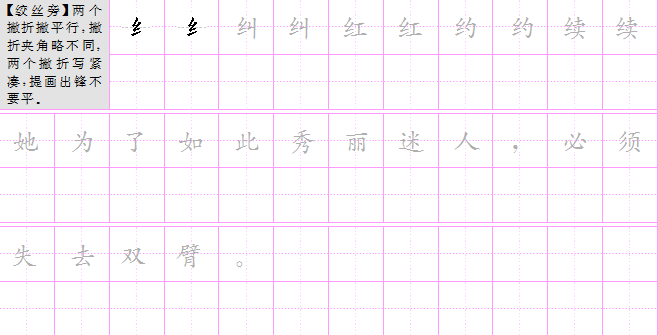 【绞丝旁】两个
撇折撇平行，撇
折夹角略不同，
两个撇折写紧
凑，提画出锋不
要平。
纟 纟 纠 纠 红 红 约 约 续 续
她为了如此秀丽迷人，必须
失去双臂。